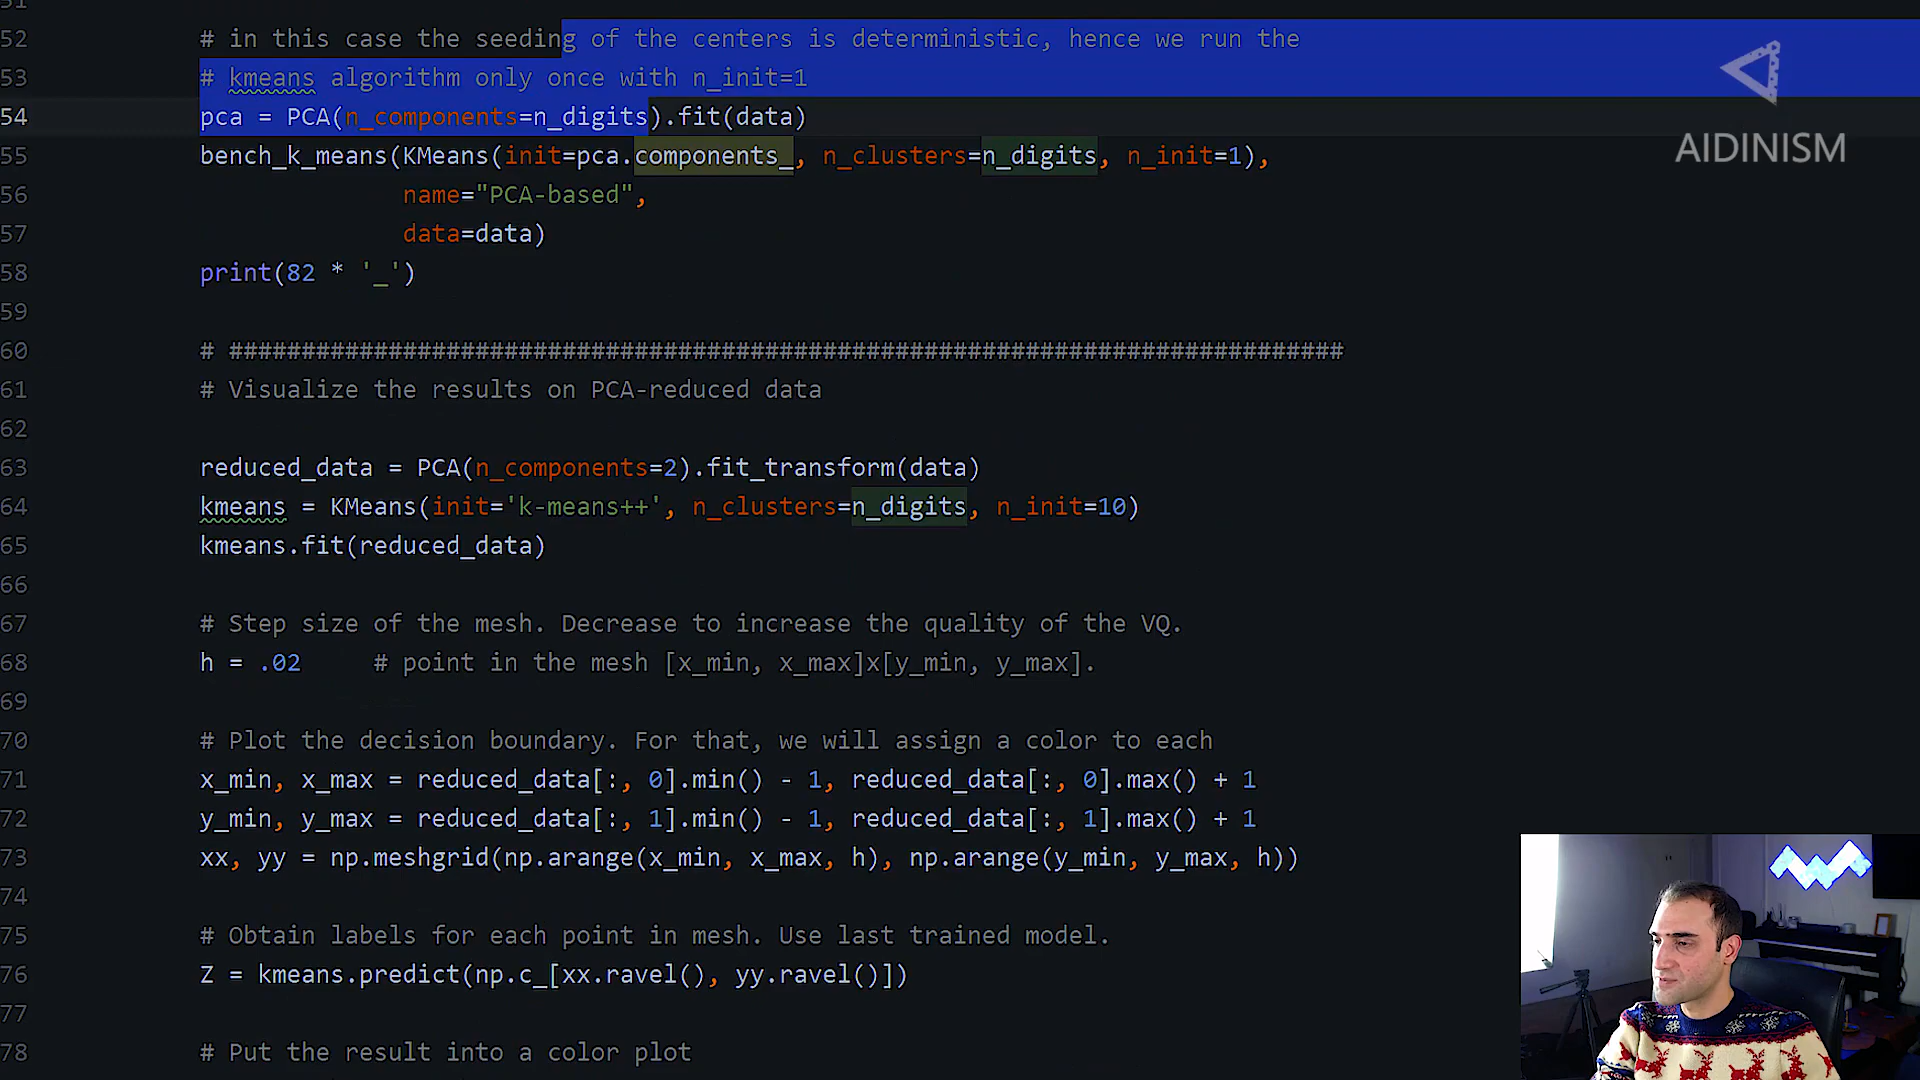 51
52 # in this case the seeding of the centers is deterministic, hence we run the
53 # kmeans algorithm only once with n_init=1
54 pca = PCA(n_components=n_digits).fit(data)
55 bench_k_means(KMeans(init=pca.components_, n_clusters=n_digits, n_init=1),
56 name="PCA-based",
57 data=data)
58 print(82 * '_')
59
60 # #############################################################################
61 # Visualize the results on PCA-reduced data
62
63 reduced_data = PCA(n_components=2).fit_transform(data)
64 kmeans = KMeans(init='k-means++', n_clusters=n_digits, n_init=10)
65 kmeans.fit(reduced_data)
66
67 # Step size of the mesh. Decrease to increase the quality of the VQ.
68 h = .02     # point in the mesh [x_min, x_max]x[y_min, y_max].
69
70 # Plot the decision boundary. For that, we will assign a color to each
71 x_min, x_max = reduced_data[:, 0].min() - 1, reduced_data[:, 0].max() + 1
72 y_min, y_max = reduced_data[:, 1].min() - 1, reduced_data[:, 1].max() + 1
73 xx, yy = np.meshgrid(np.arange(x_min, x_max, h), np.arange(y_min, y_max, h))
74
75 # Obtain labels for each point in mesh. Use last trained model.
76 Z = kmeans.predict(np.c_[xx.ravel(), yy.ravel()])
77
78 # Put the result into a color plot
AIDINISM